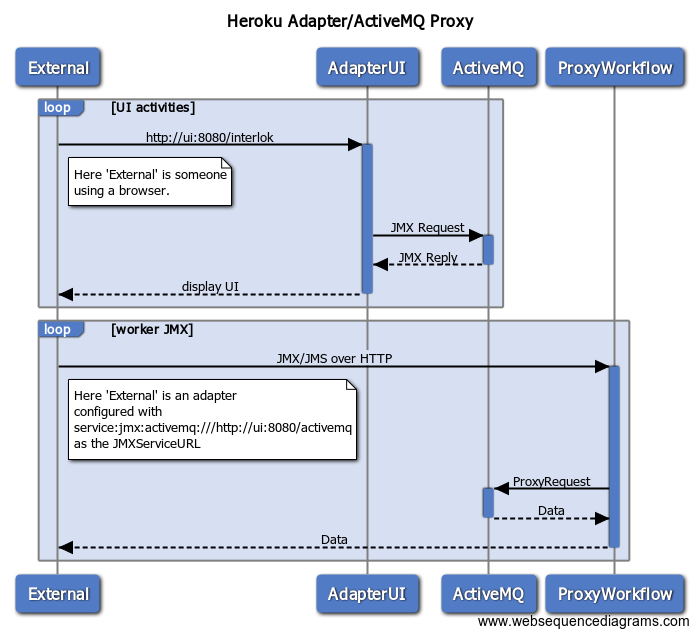 Heroku Adapter/ActiveMQ Proxy
External
AdapterUI
ActiveMQ
ProxyWorkflow
loop
[UI activities]
http://ui:8080/interlok
Here 'External' is someone
using a browser.
JMX Request
JMX Reply
display UI
loop
[worker JMX]
JMX/JMS over HTTP
Here 'External' is an adapter
configured with
service:jmx:activemq:///http://ui:8080/activemq
as the JMXServiceURL
ProxyRequest
Data
Data
External
AdapterUI
ActiveMQ
ProxyWorkflow
www.websequencediagrams.com